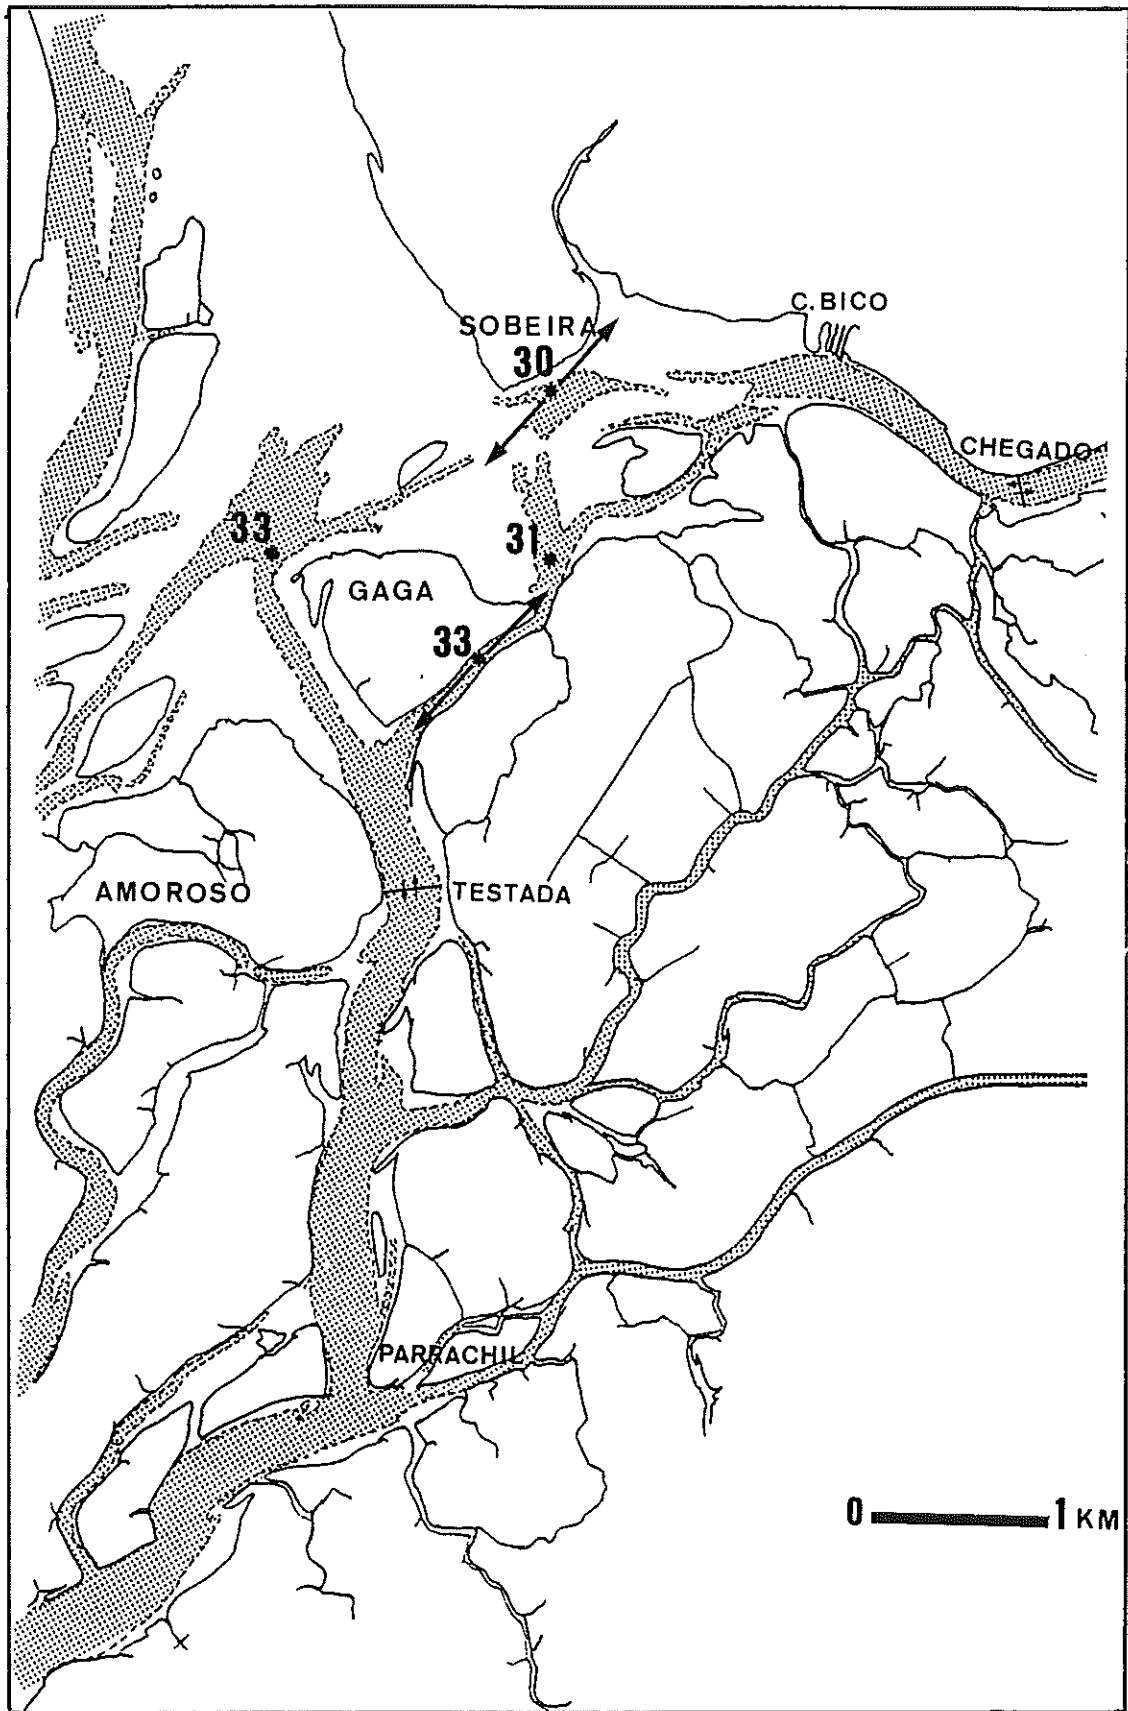 C. BICO
SOBEIRA
30
CHEGADO
33
31
GAGA
33
AMOROSO
TESTADA
PARRACHIL
0 1 KM